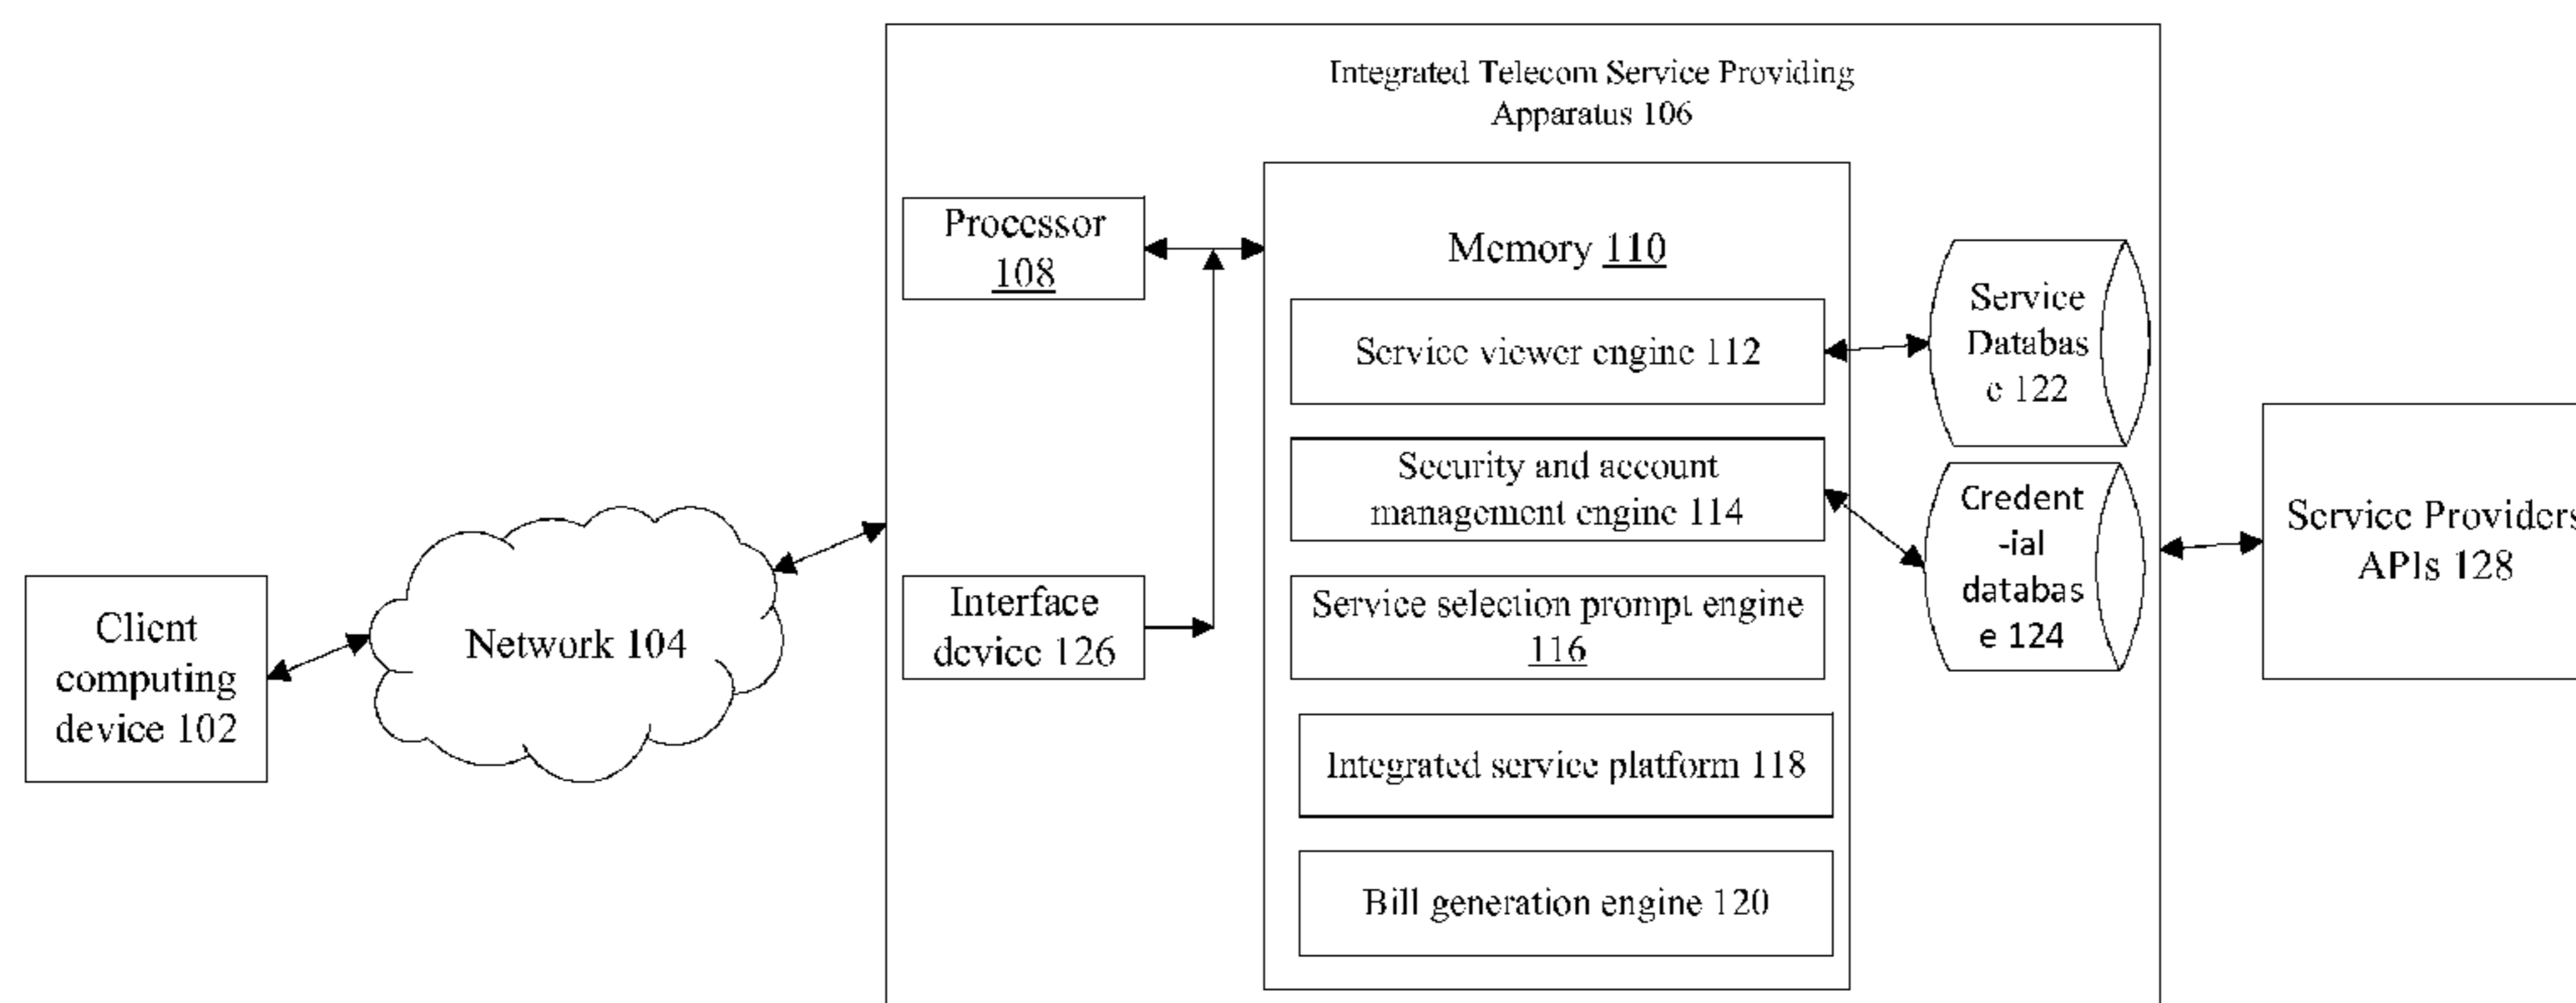 Integrated Telecom Service Providing
Apparatus 106
Processor
108
Memory 110
Service viewer engine 112
Service
Databas
e 122
Security and account
management engine 114
Credent
-ial
databas
e 124
Service Providers
APIs 128
Interface
device 126
Service selection prompt engine
116
Client
computing
device 102
Network 104
Integrated service platform 118
Bill generation engine 120